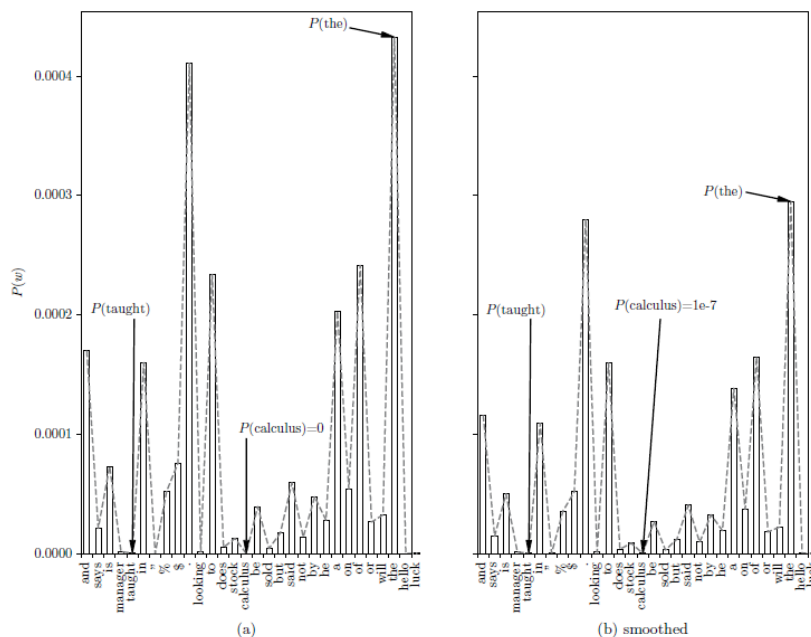 P(the)
0.0004
0.0003
P(the)
P(w)
0.0002
P(taught)
P(taught)
P(calculus)=1e-7
0.0001
P(calculus)=0
0.0000
and
says
is
manager
taught
in
”
%
$
.
looking
to
does
stock
calculus
be
sold
but
said
not
by
he
a
on
of
or
will
the
hello
luck
and
says
is
manager
taught
in
”
%
$
.
looking
to
does
stock
calculus
be
sold
but
said
not
by
he
a
on
of
or
will
the
hello
luck
(a)
(b) smoothed